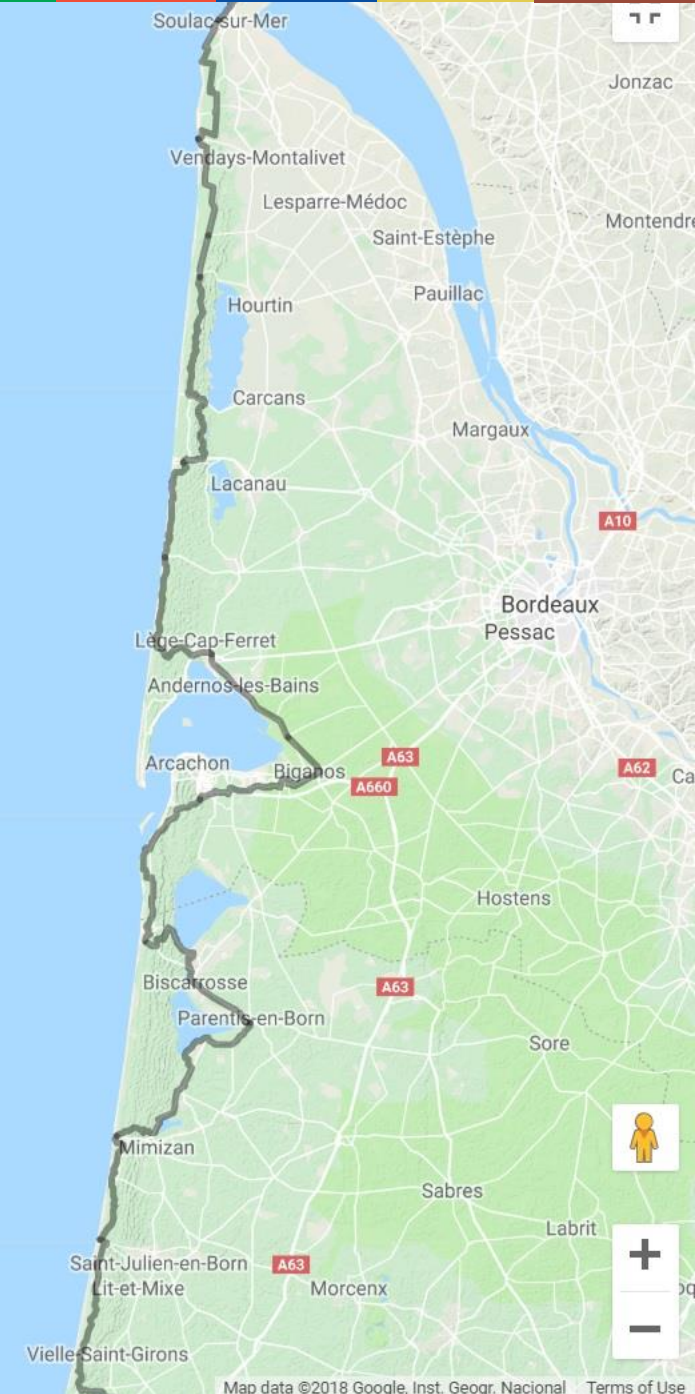 Soulac-sur-Mer
Jonzac
Vendays-Montalivet
Lesparre-Médoc
Montendre
Saint-Estèphe
Pauillac
Hourtin
Carcans
Margaux
Lacanau
A10
Bordeaux
Pessac
Lège-Cap-Ferret
Andernos-les-Bains
A63
Arcachon
Biganos
A62
Ca
A660
Hostens
Biscarrosse
A63
Parentis-en-Born
Sore
Mimizan
Sabres
Labrit
Saint-Julien-en-Born
A63
Lit-et-Mixe
Morcenx
oq
Vielle-Saint-Girons
Map data ©2018 Google, Inst. Geogr. Nacional Terms of Use